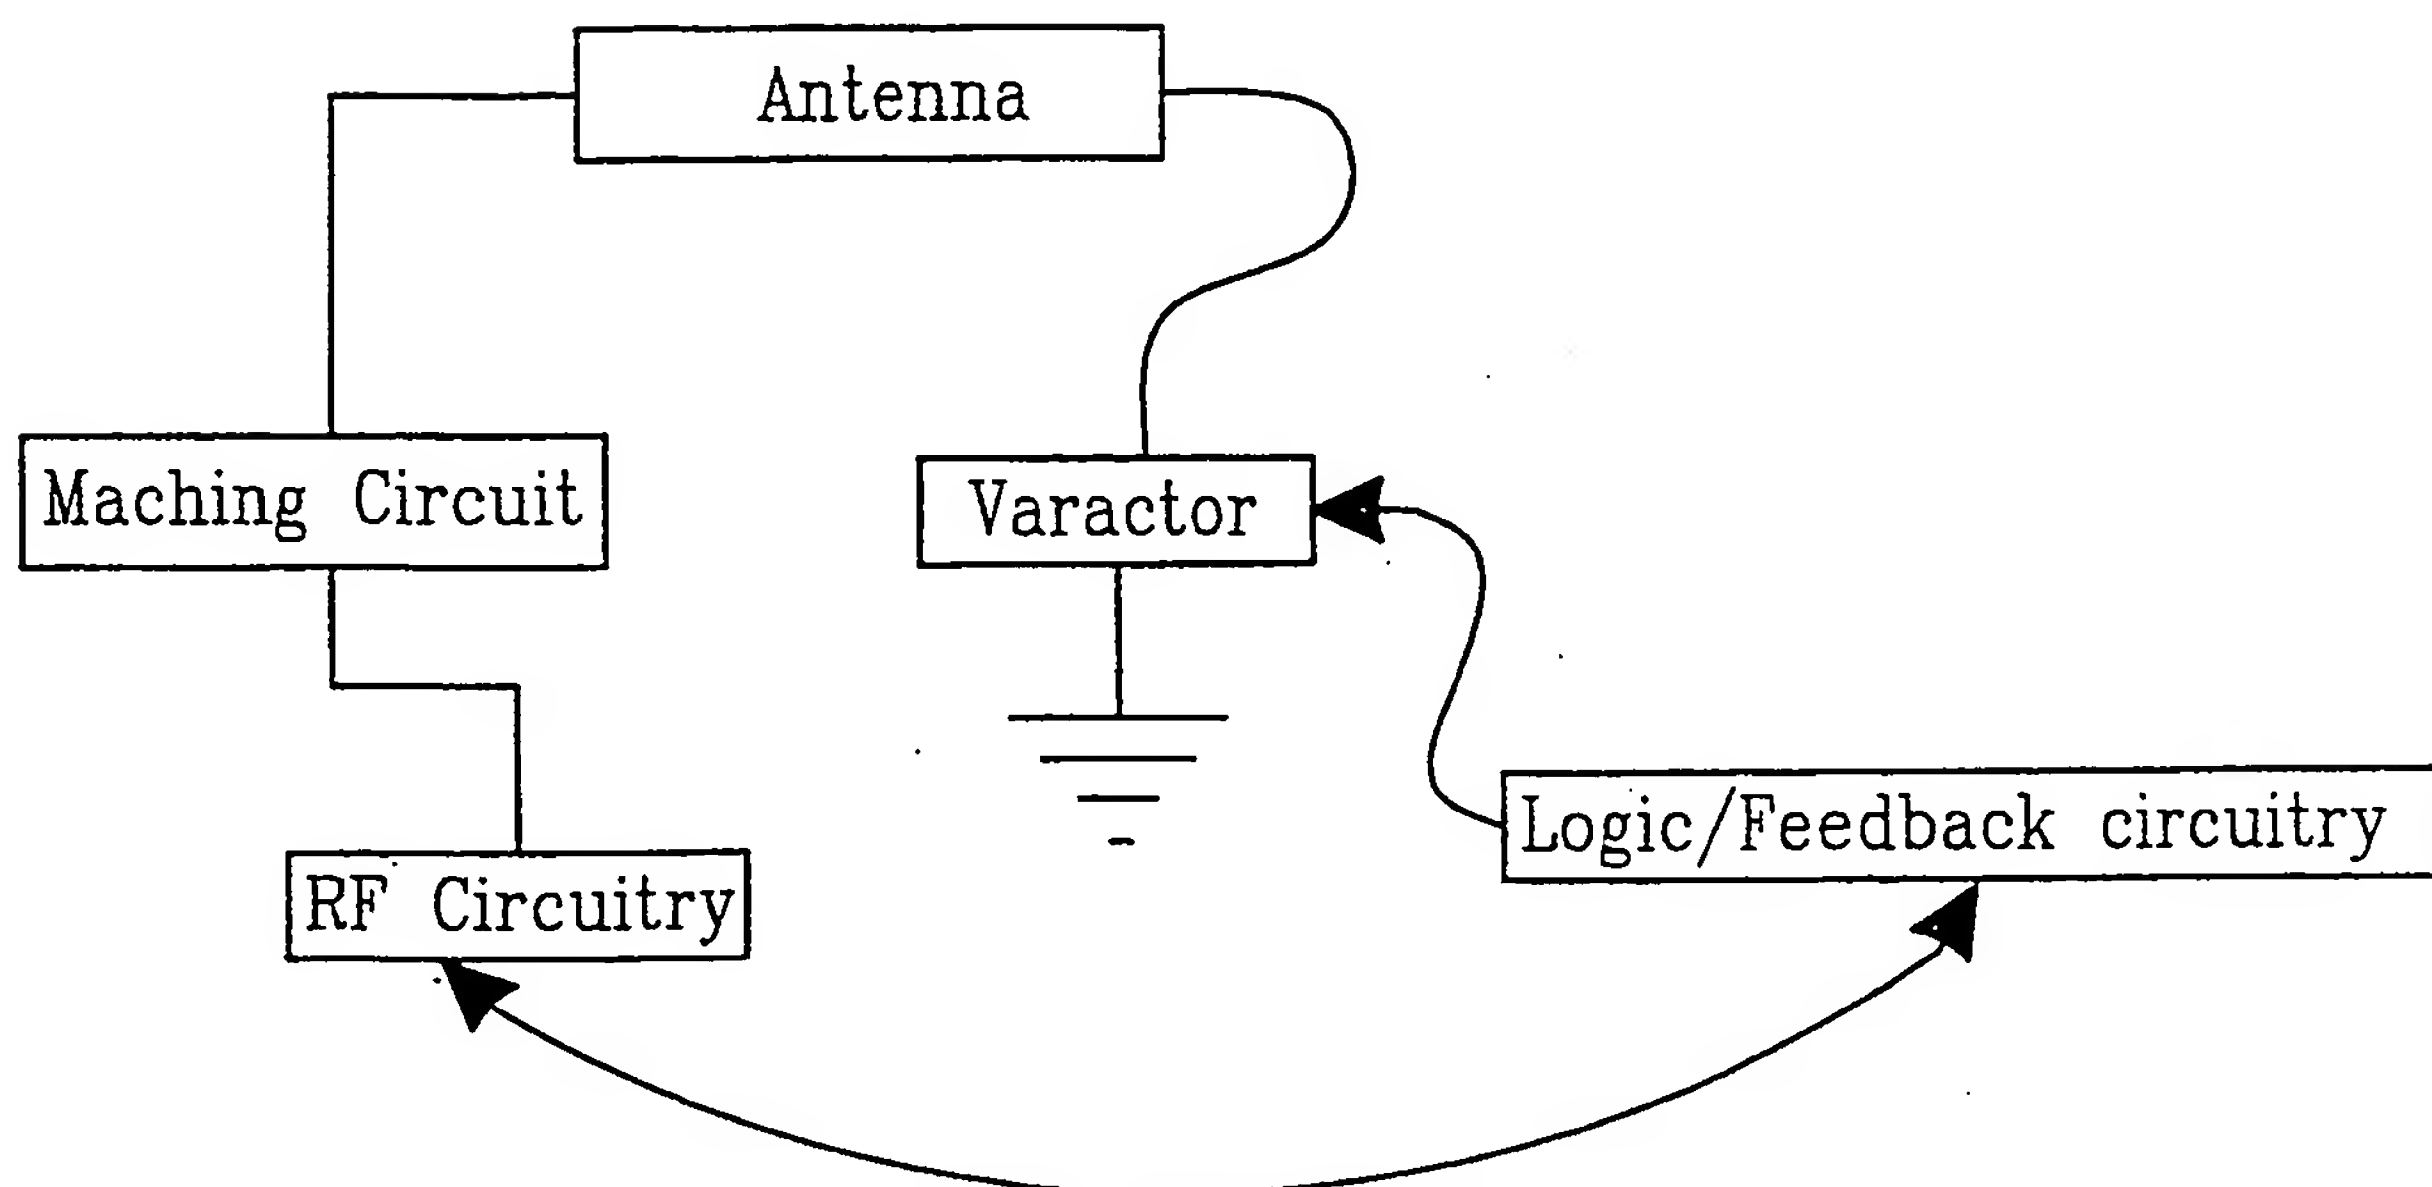 Antenna
Maching Circuit
Varactor
Logic/Feedback circuitry
RF Circuitry